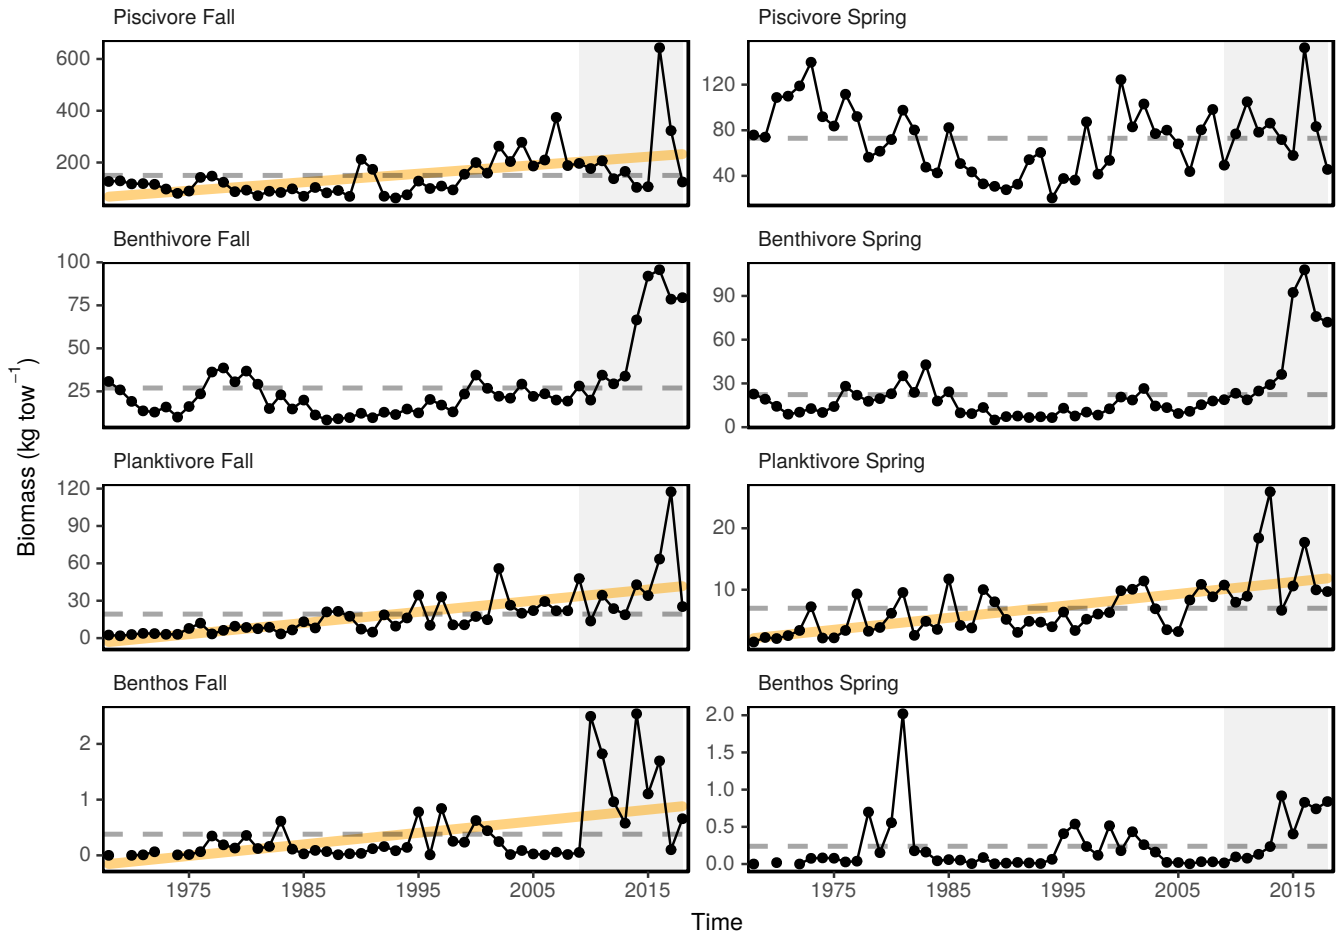 Piscivore Fall
Piscivore Spring
600
400
200
120
80
40
Benthivore Fall
Benthivore Spring
100
75
50
25
90
60
30
0
Biomass (kg tow⁻¹)
Planktivore Fall
Planktivore Spring
120
90
60
30
0
20
10
Benthos Fall
Benthos Spring
2
1
0
2.0
1.5
1.0
0.5
0.0
1975 1985 1995 2005 2015
1975 1985 1995 2005 2015
Time